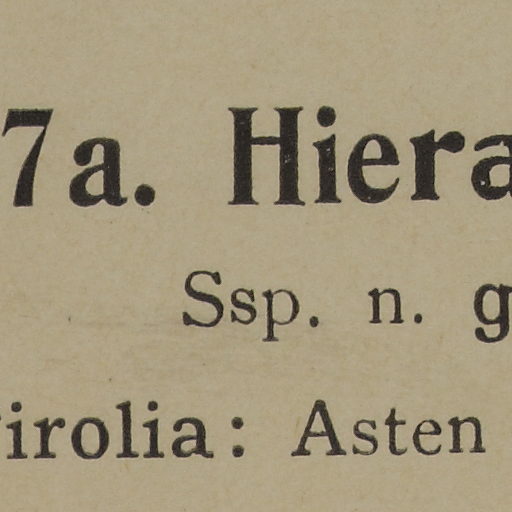 7a. Hiera
Ssp. n. g
irolia: Asten